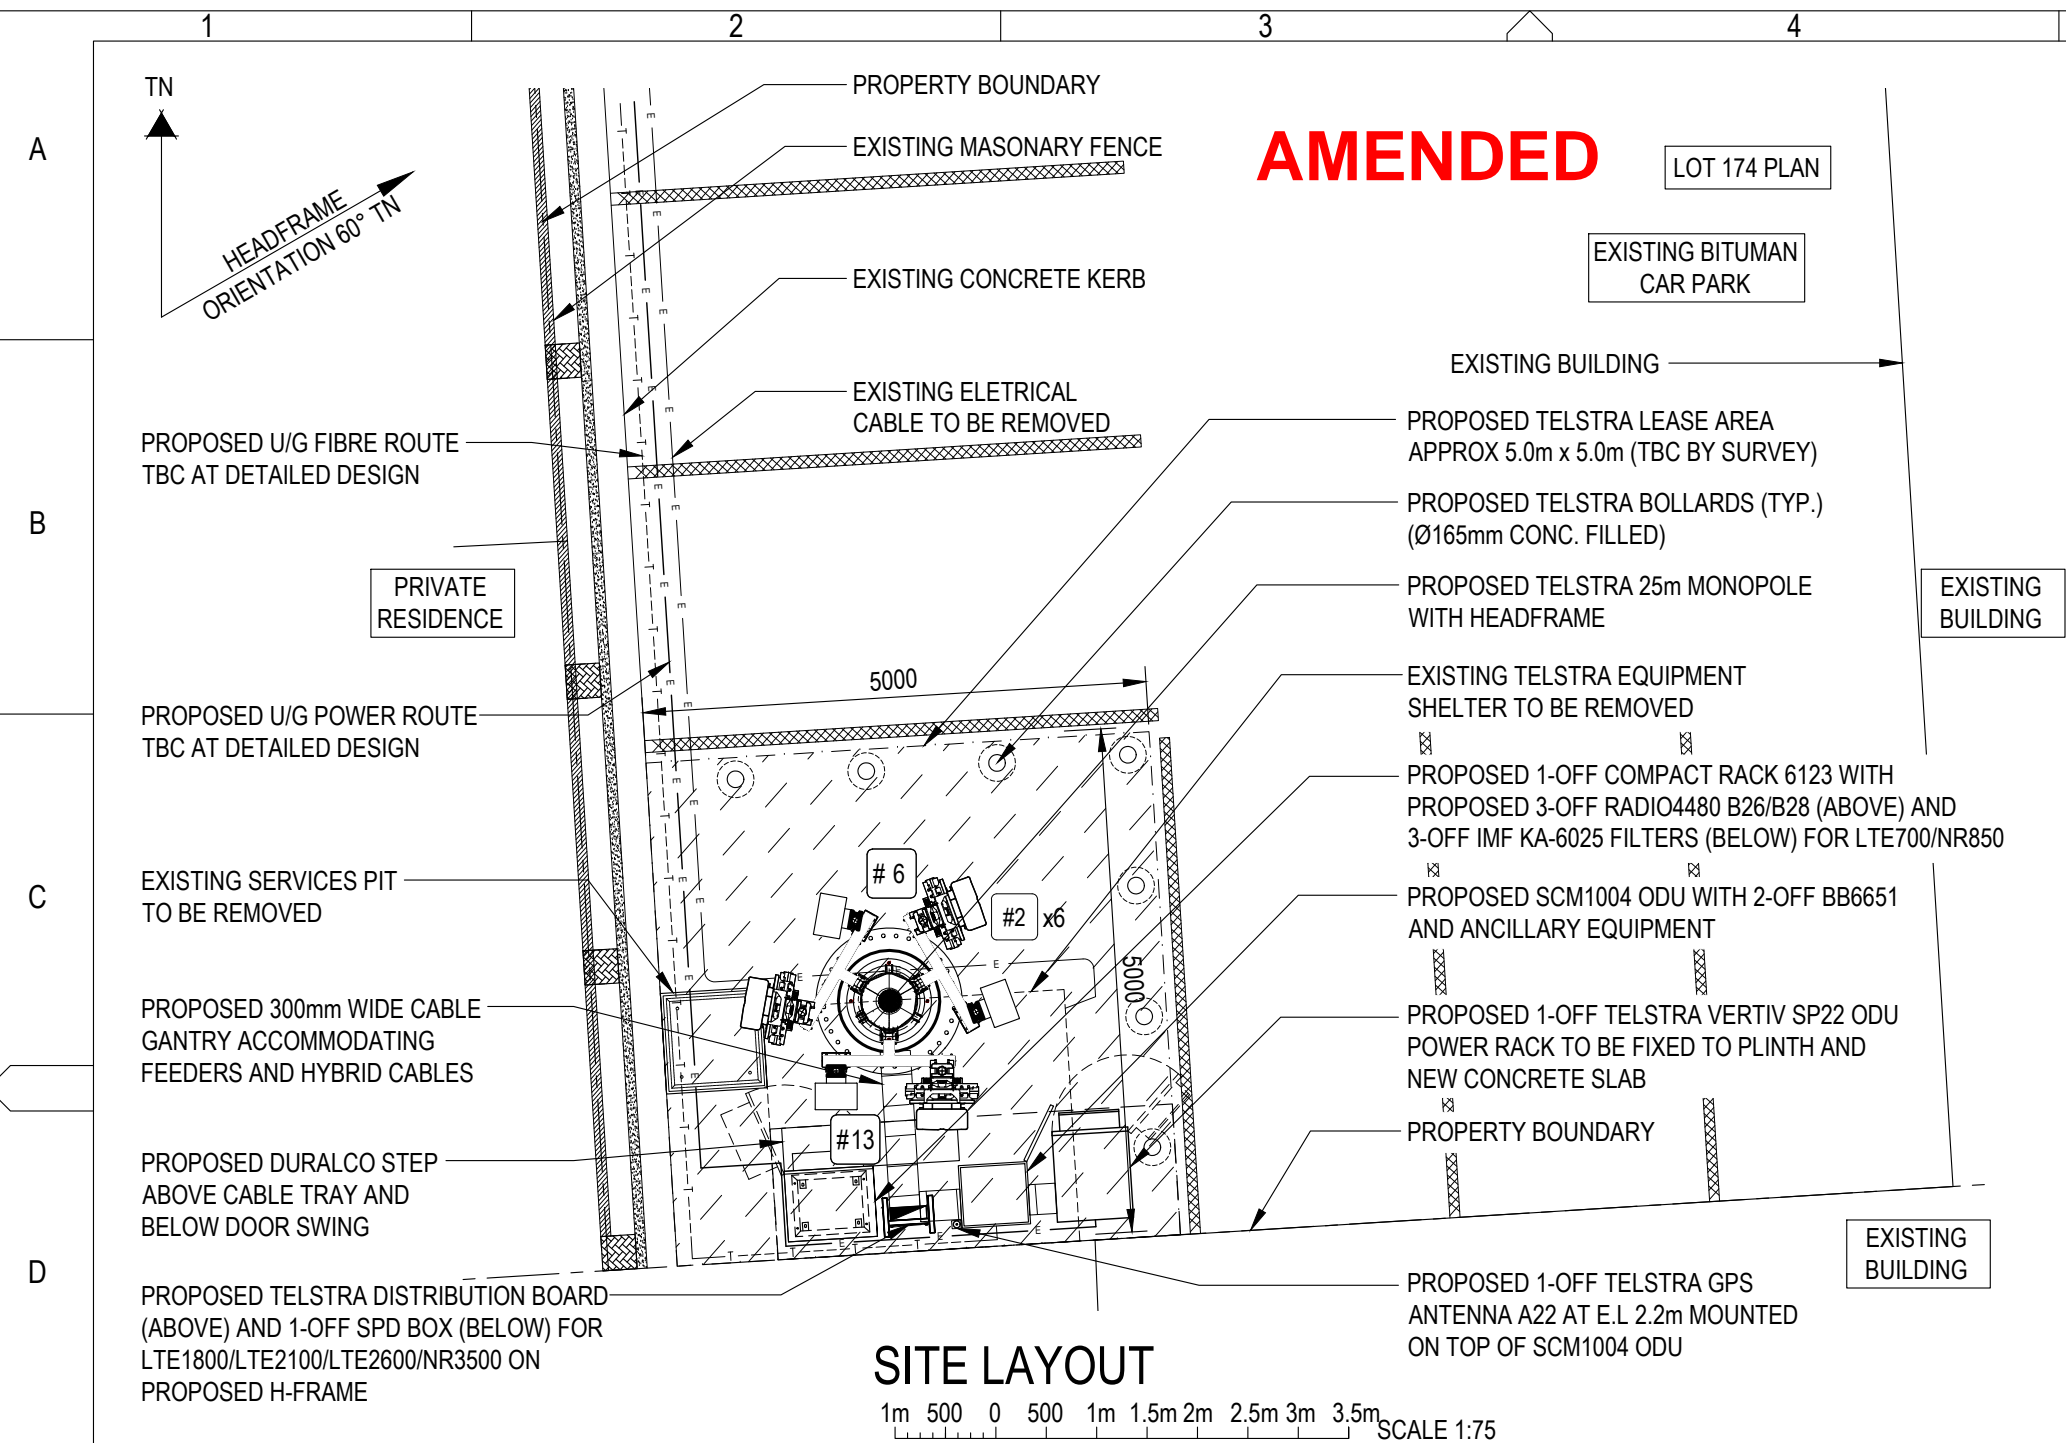 1
2
3
4
A
B
C
D
TN
HEADFRAME
ORIENTATION 60° TN
PROPERTY BOUNDARY
EXISTING MASONARY FENCE
EXISTING CONCRETE KERB
EXISTING ELETRICAL
CABLE TO BE REMOVED
AMENDED
LOT 174 PLAN
EXISTING BITUMAN
CAR PARK
EXISTING BUILDING
PROPOSED TELSTRA LEASE AREA
APPROX 5.0m x 5.0m (TBC BY SURVEY)
PROPOSED TELSTRA BOLLARDS (TYP.)
(Ø165mm CONC. FILLED)
PROPOSED TELSTRA 25m MONOPOLE
WITH HEADFRAME
EXISTING
BUILDING
EXISTING TELSTRA EQUIPMENT
SHELTER TO BE REMOVED
PROPOSED 1-OFF COMPACT RACK 6123 WITH
PROPOSED 3-OFF RADIO4480 B26/B28 (ABOVE) AND
3-OFF IMF KA-6025 FILTERS (BELOW) FOR LTE700/NR850
PROPOSED SCM1004 ODU WITH 2-OFF BB6651
AND ANCILLARY EQUIPMENT
PROPOSED 1-OFF TELSTRA VERTIV SP22 ODU
POWER RACK TO BE FIXED TO PLINTH AND
NEW CONCRETE SLAB
PROPERTY BOUNDARY
EXISTING
BUILDING
PROPOSED 1-OFF TELSTRA GPS
ANTENNA A22 AT E.L 2.2m MOUNTED
ON TOP OF SCM1004 ODU
PROPOSED U/G FIBRE ROUTE
TBC AT DETAILED DESIGN
PRIVATE
RESIDENCE
PROPOSED U/G POWER ROUTE
TBC AT DETAILED DESIGN
EXISTING SERVICES PIT
TO BE REMOVED
PROPOSED 300mm WIDE CABLE
GANTRY ACCOMMODATING
FEEDERS AND HYBRID CABLES
PROPOSED DURALCO STEP
ABOVE CABLE TRAY AND
BELOW DOOR SWING
PROPOSED TELSTRA DISTRIBUTION BOARD
(ABOVE) AND 1-OFF SPD BOX (BELOW) FOR
LTE1800/LTE2100/LTE2600/NR3500 ON
PROPOSED H-FRAME
5000
5000
# 6
#2 x6
#13
SITE LAYOUT
1m 500 0 500 1m 1.5m 2m 2.5m 3m 3.5m
SCALE 1:75